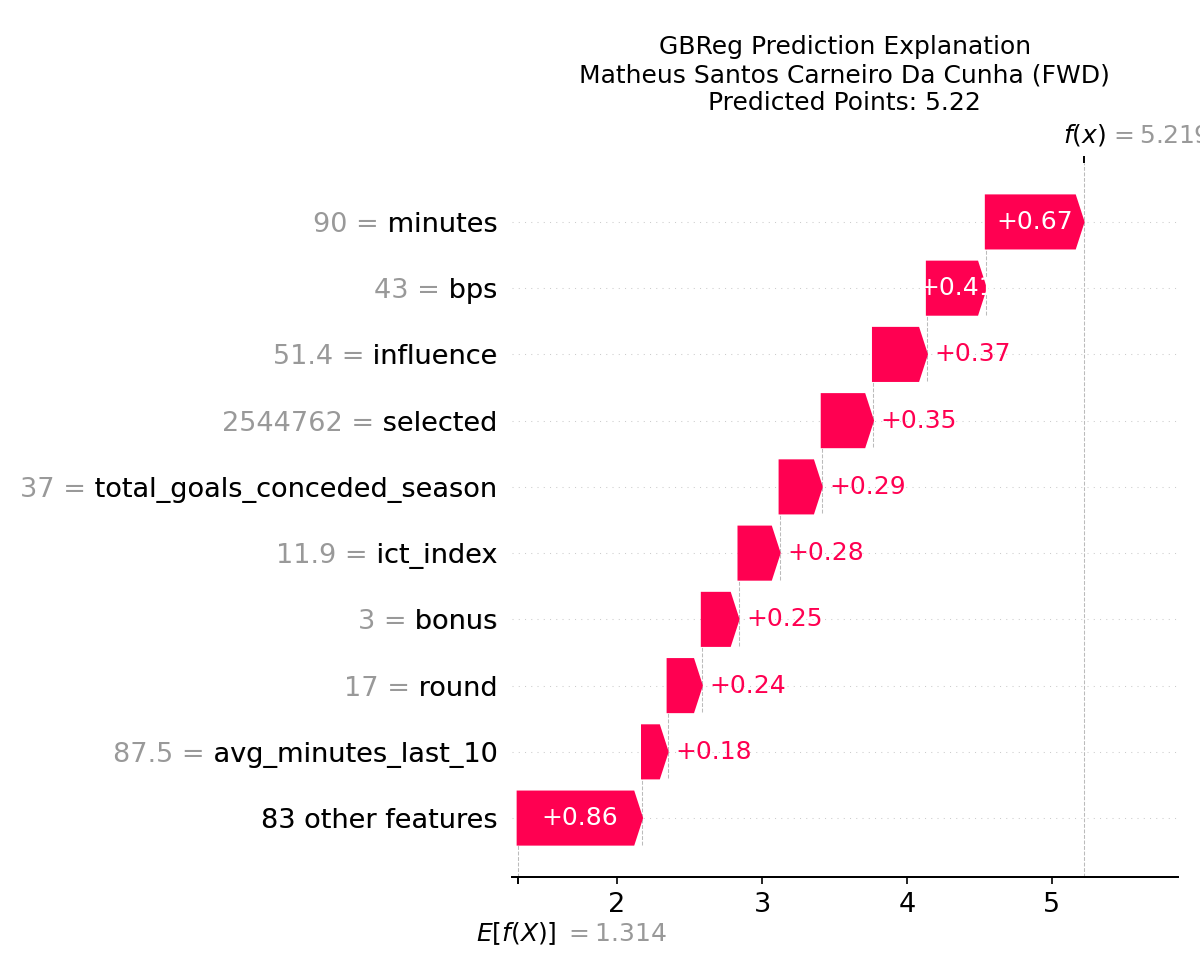 GBReg Prediction Explanation
Matheus Santos Carneiro Da Cunha (FWD)
Predicted Points: 5.22
f(x) = 5.219
90 = minutes
+0.67
43 = bps
+0.41
51.4 = influence
+0.37
2544762 = selected
+0.35
37 = total_goals_conceded_season
+0.29
11.9 = ict_index
+0.28
3 = bonus
+0.25
17 = round
+0.24
87.5 = avg_minutes_last_10
+0.18
83 other features
+0.86
2 3 4 5
E[f(X)] = 1.314